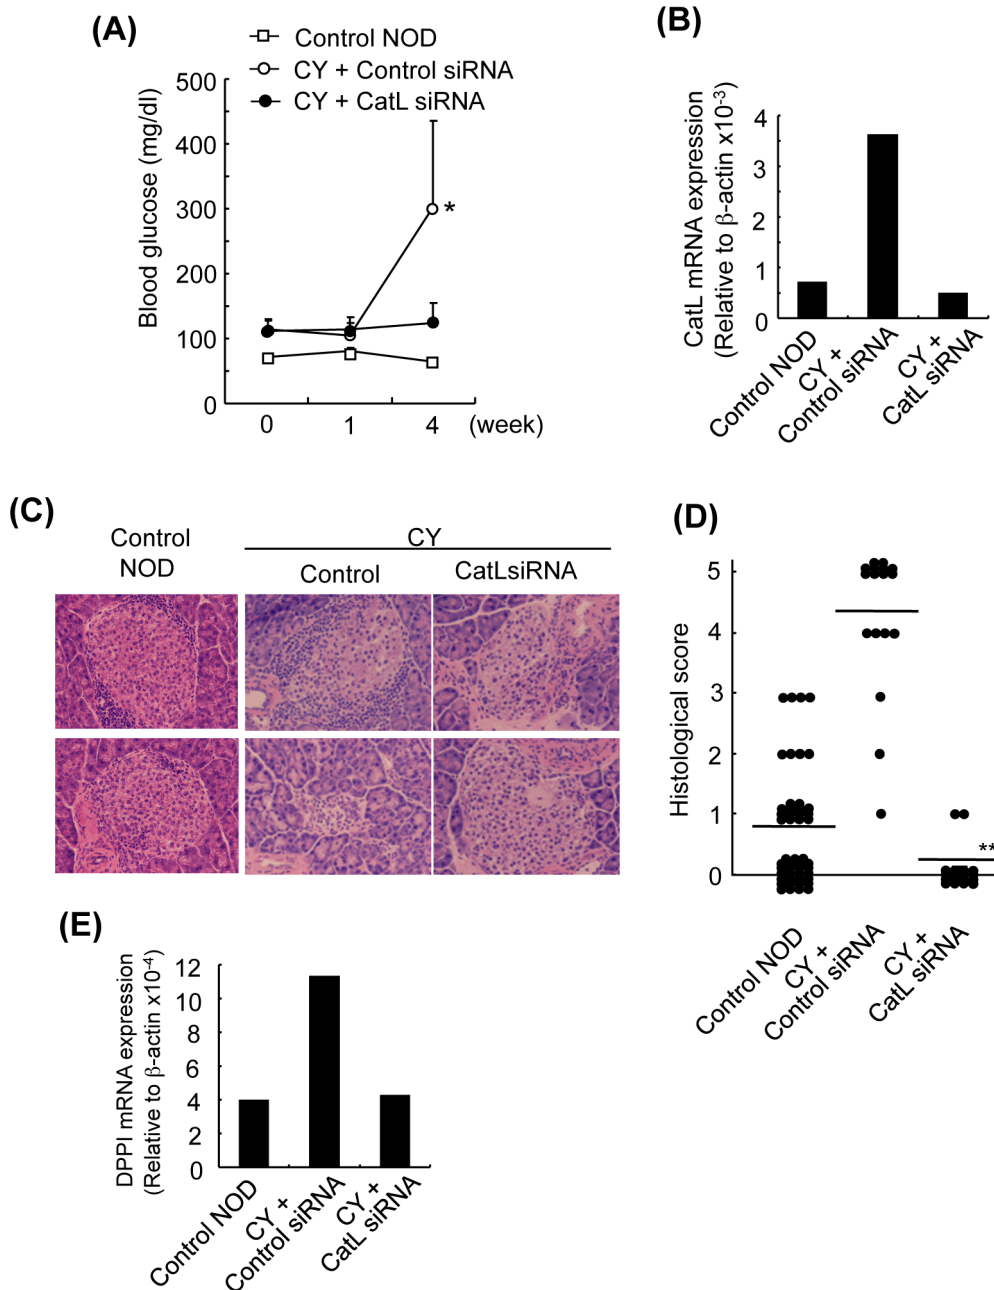 (A)
Control NOD
CY + Control siRNA
CY + CatL siRNA
Blood glucose (mg/dl)
500
400
300
200
100
0
*
0 1 4 (week)
(B)
CatL mRNA expression
(Relative to β-actin x10-3)
4
3
2
1
0
Control NOD
CY +
Control siRNA
CY +
CatL siRNA
(C)
Control
NOD
CY
Control
CatLsiRNA
(D)
Histological score
5
4
3
2
1
0
**
Control NOD
CY +
Control siRNA
CY +
CatL siRNA
(E)
DPPI mRNA expression
(Relative to β-actin x10-4)
12
10
8
6
4
2
0
Control NOD
CY +
Control siRNA
CY +
CatL siRNA